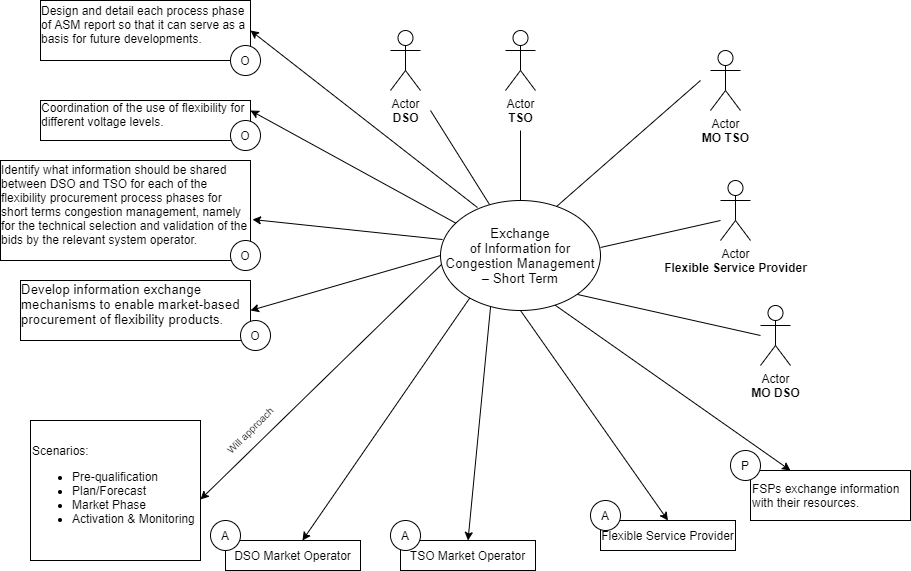 Design and detail each process phase
of ASM report so that it can serve as a
basis for future developments.
O
Coordination of the use of flexibility for
different voltage levels.
O
Identify what information should be shared
between DSO and TSO for each of the
flexibility procurement process phases for
short terms congestion management, namely
for the technical selection and validation of the
bids by the relevant system operator.
O
Develop information exchange
mechanisms to enable market-based
procurement of flexibility products.
O
Actor
DSO
Actor
TSO
Actor
MO TSO
Actor
Flexible Service Provider
Actor
MO DSO
Exchange
of Information for
Congestion Management
– Short Term
Will approach
Scenarios:
• Pre-qualification
• Plan/Forecast
• Market Phase
• Activation & Monitoring
A
DSO Market Operator
A
TSO Market Operator
A
Flexible Service Provider
P
FSPs exchange information
with their resources.